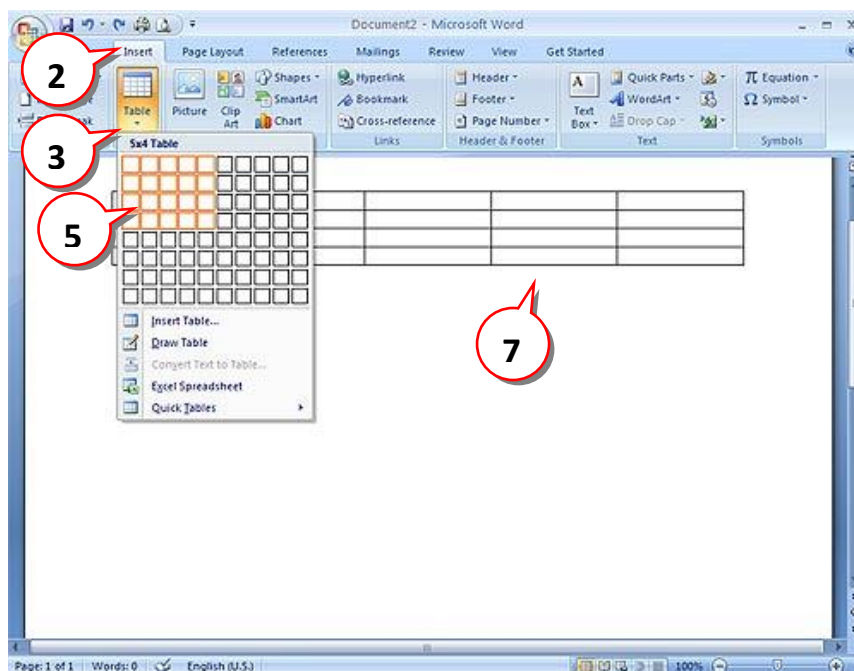 Document2 - Microsoft Word
Insert Page Layout References Mailings Review View Get Started
2
Table
Picture
Clip Art
Shapes
SmartArt
Chart
Hyperlink
Bookmark
Cross-reference
Links
Header
Footer
Page Number
Header & Footer
A
Text Box
Quick Parts
WordArt
Drop Cap
Text
π Equation
Ω Symbol
Symbols
3
5x4 Table
5
7
Insert Table...
Draw Table
Convert Text to Table...
Excel Spreadsheet
Quick Tables
Page: 1 of 1 Words: 0 English (U.S.) 100%